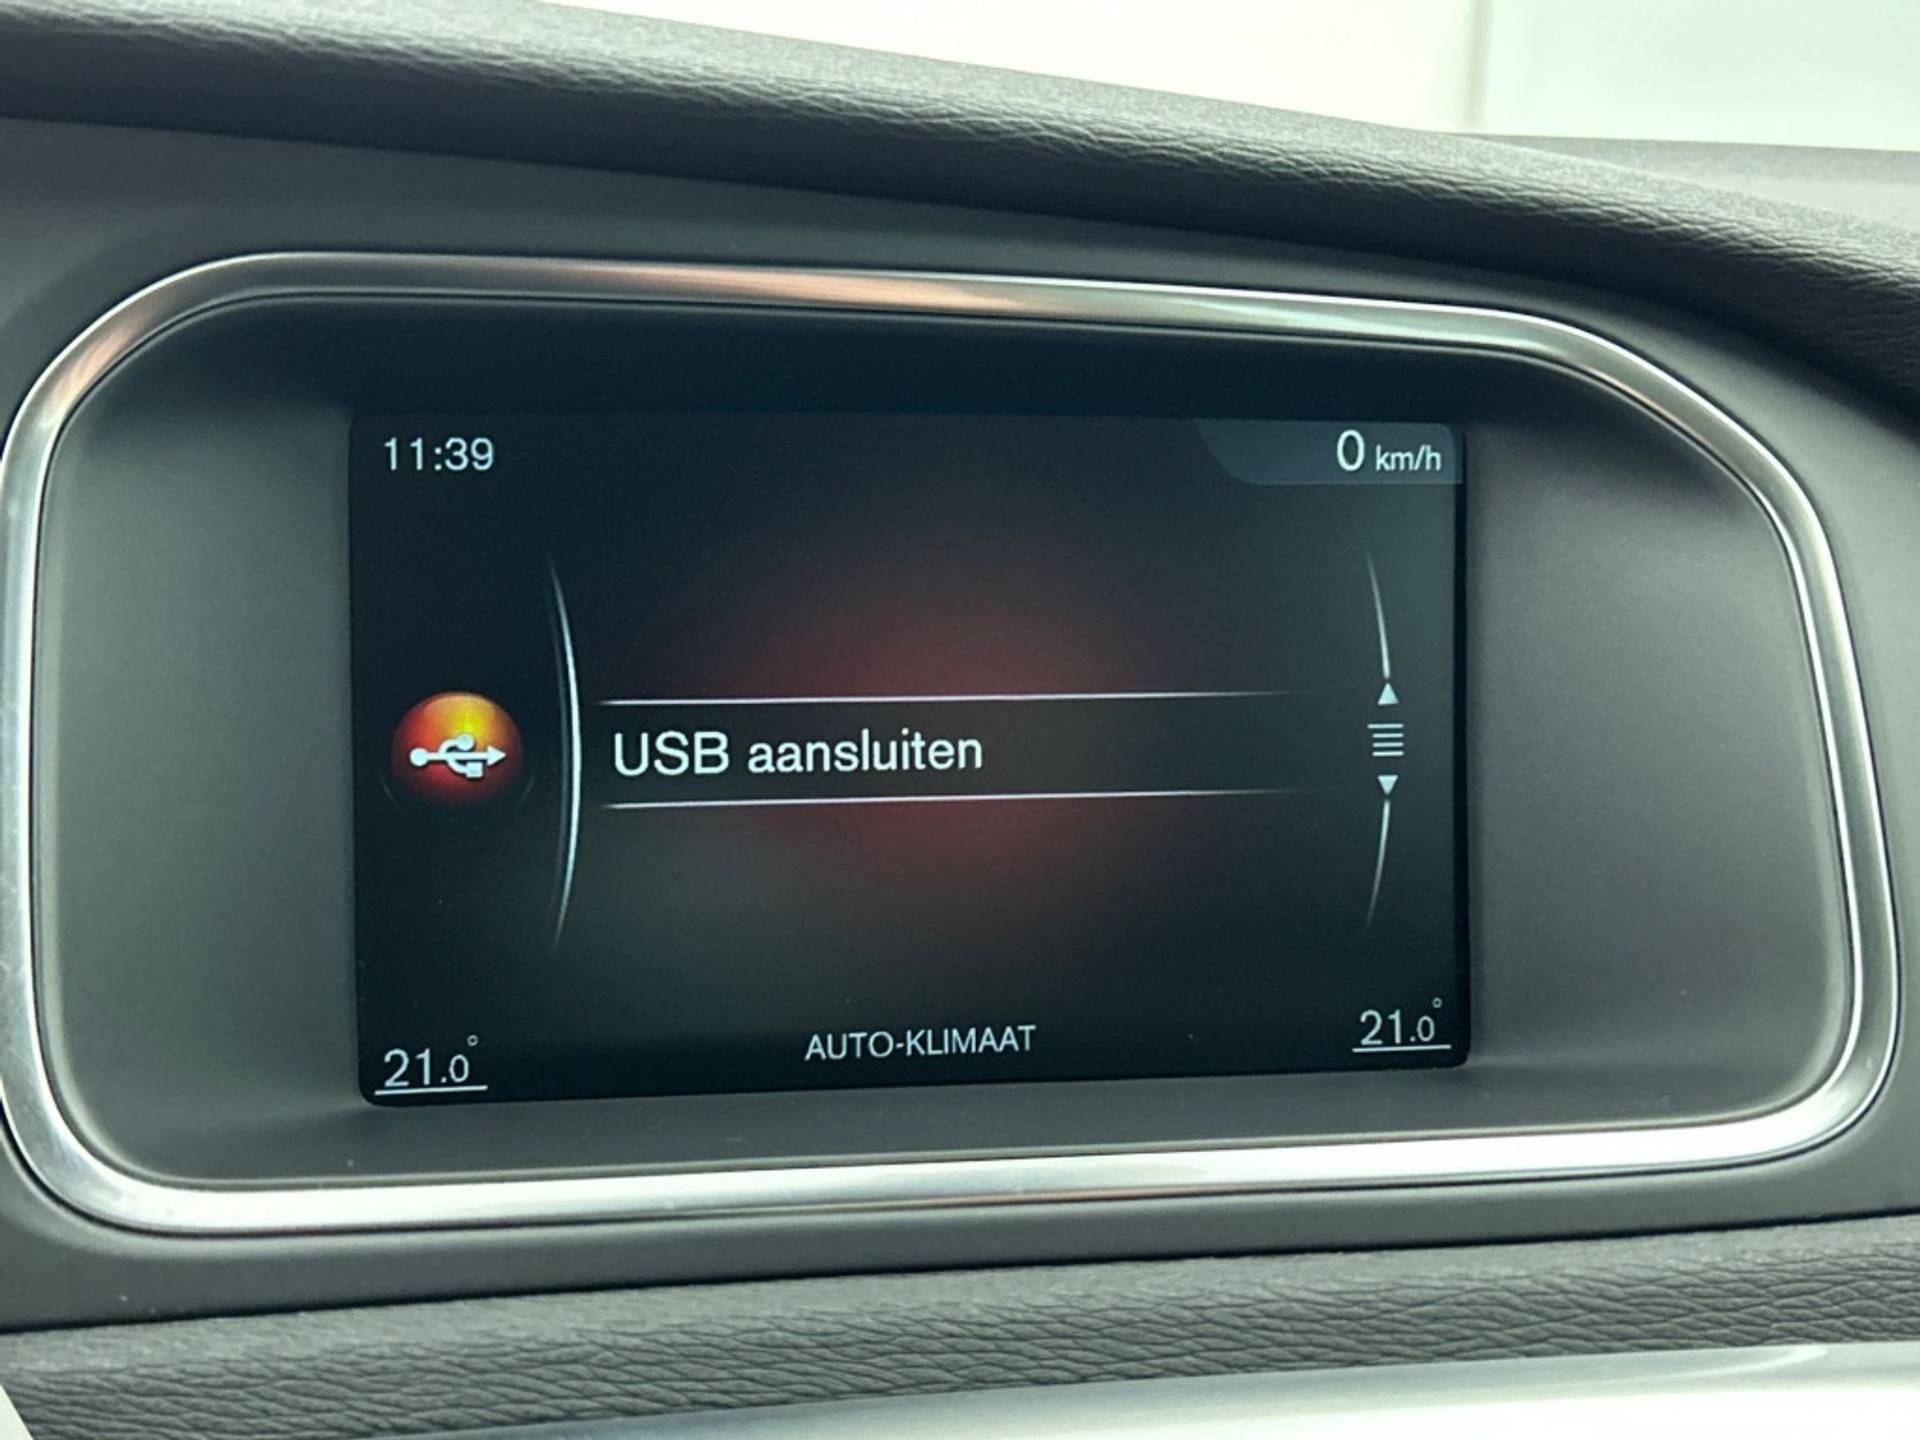 11:39
0 km/h
USB aansluiten
21.0°
AUTO-KLIMAAT
21.0°